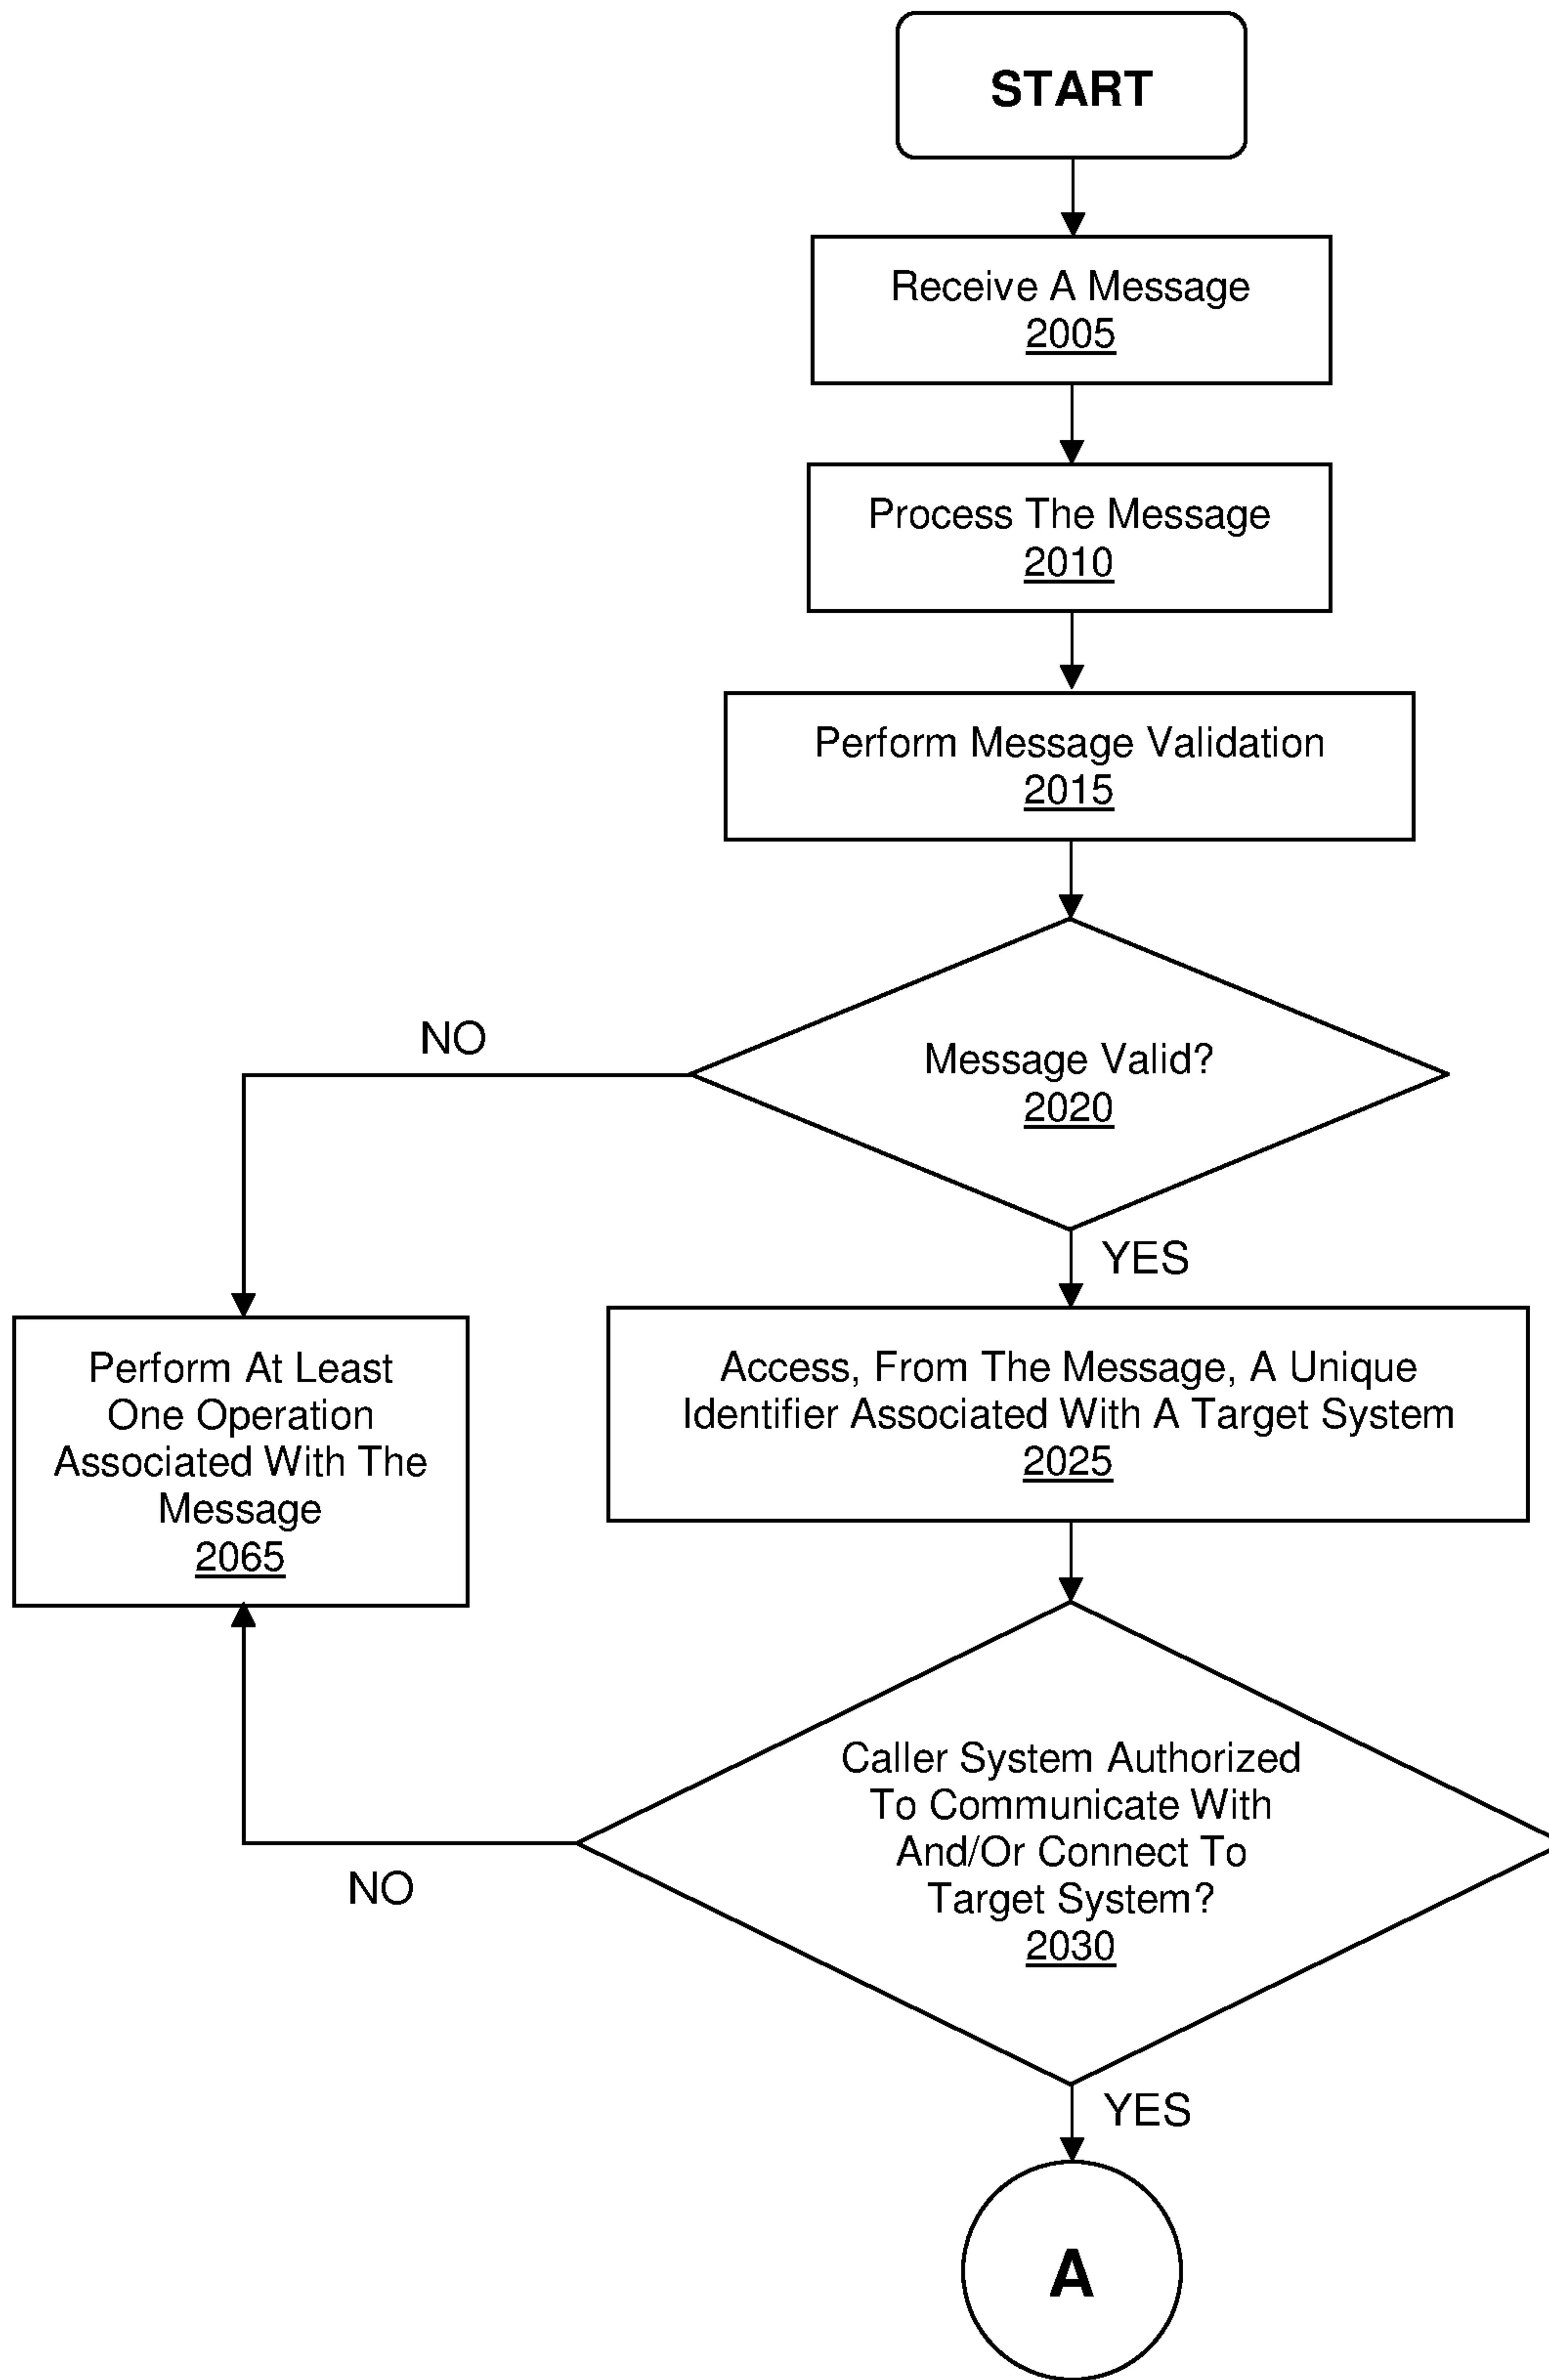 START
Receive A Message
2005
Process The Message
2010
Perform Message Validation
2015
NO
Message Valid?
2020
YES
Perform At Least
One Operation
Associated With The
Message
2065
Access, From The Message, A Unique
Identifier Associated With A Target System
2025
Caller System Authorized
To Communicate With
And/Or Connect To
Target System?
2030
NO
YES
A